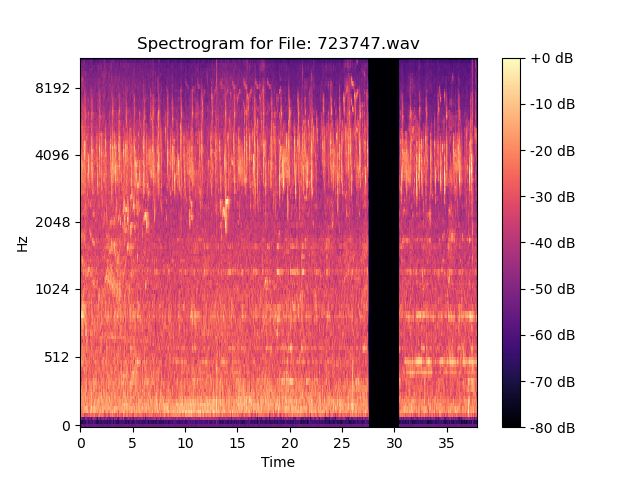 Spectrogram for File: 723747.wav
+0 dB
8192
-10 dB
4096
-20 dB
-30 dB
2048
-40 dB
Hz
1024
-50 dB
-60 dB
512
-70 dB
0
-80 dB
0 5 10 15 20 25 30 35
Time